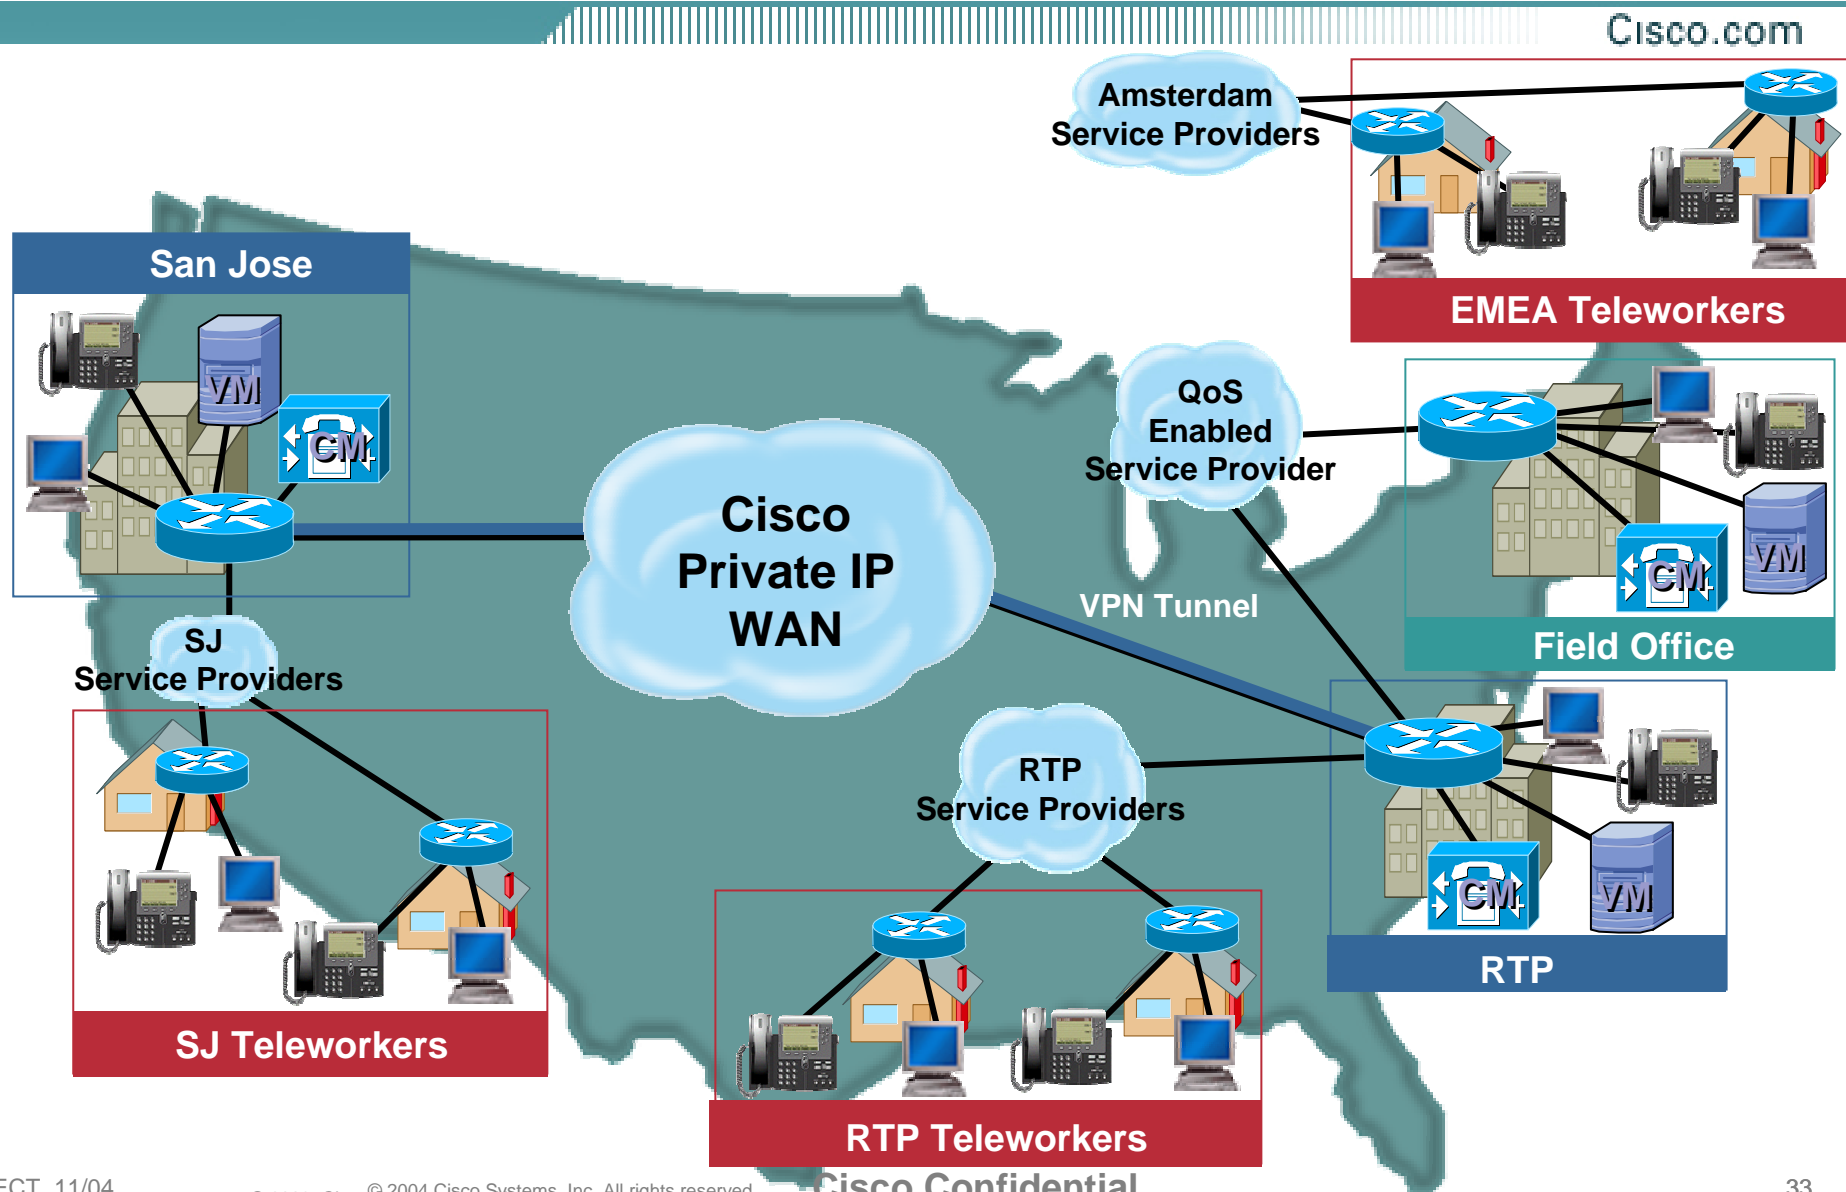 Cisco.com
Amsterdam
Service Providers
EMEA Teleworkers
San Jose
VM
CM
QoS
Enabled
Service Provider
CM
VM
Field Office
Cisco
Private IP
WAN
VPN Tunnel
SJ
Service Providers
SJ Teleworkers
RTP
Service Providers
CM
VM
RTP
RTP Teleworkers
11/04
© 2004 Cisco Systems, Inc. All rights reserved.
Cisco Confidential
33